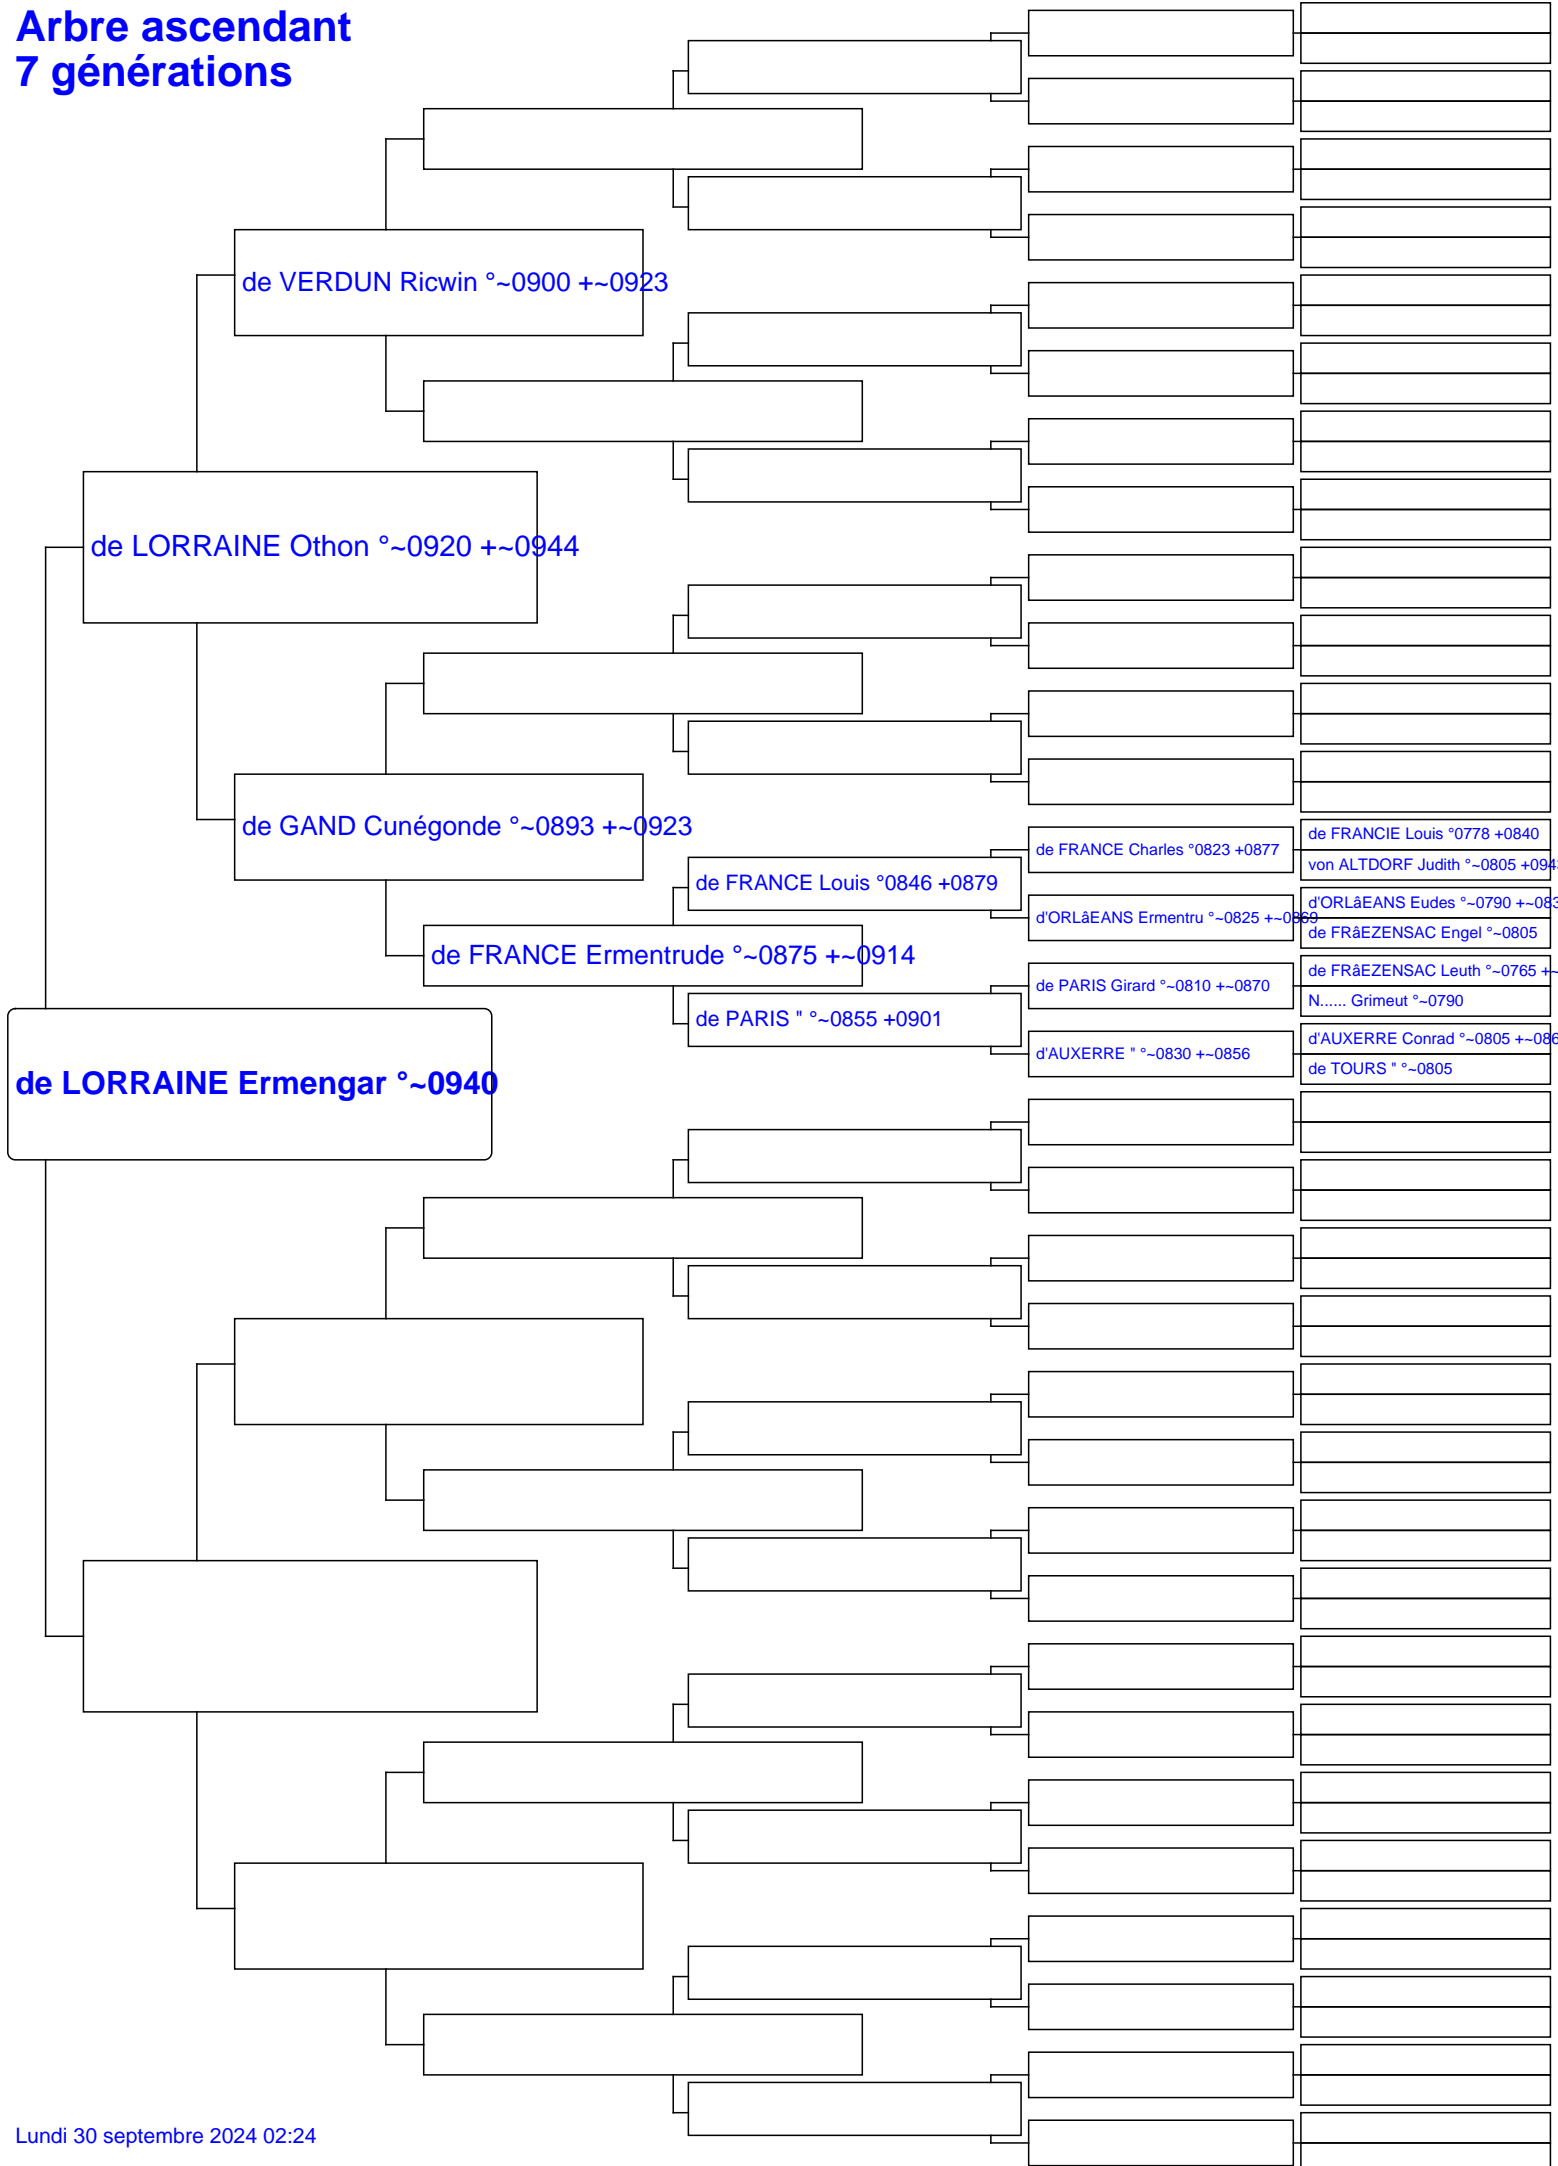 Arbre ascendant
7 générations
de VERDUN Ricwin °~0900 +~0923
de LORRAINE Othon °~0920 +~0944
de GAND Cunégonde °~0893 +~0923
de FRANCE Charles °0823 +0877
de FRANCIE Louis °0778 +0840
von ALTDORF Judith °~0805 +0943
de FRANCE Louis °0846 +0879
d'ORLâEANS Ermentru °~0825 +~0869
d'ORLâEANS Eudes °~0790 +~083
de FRâEZENSAC Engel °~0805
de FRANCE Ermentrude °~0875 +~0914
de PARIS Girard °~0810 +~0870
de FRâEZENSAC Leuth °~0765 +~
N...... Grimeut °~0790
de PARIS " °~0855 +0901
d'AUXERRE " °~0830 +~0856
d'AUXERRE Conrad °~0805 +~086
de TOURS " °~0805
de LORRAINE Ermengar °~0940
Lundi 30 septembre 2024 02:24